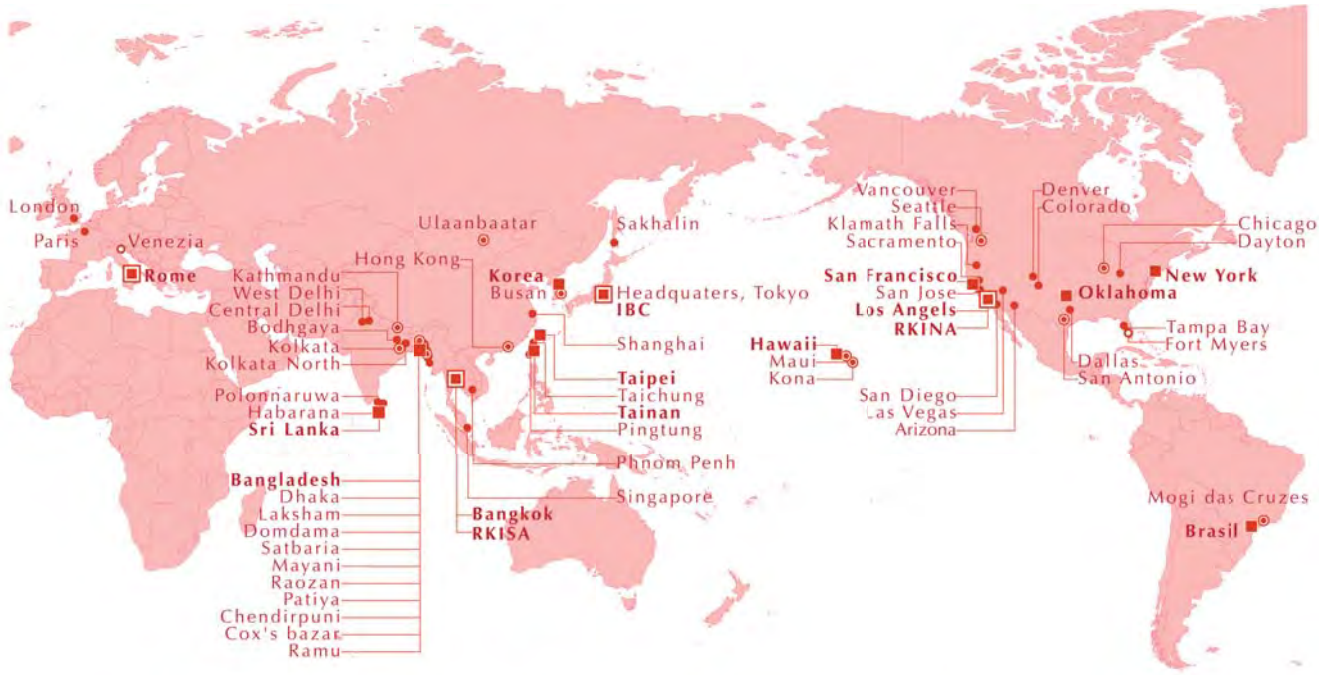 London
Paris
Venezia
Rome
Ulaanbaatar
Sakhalin
Hong Kong
Kathmandu
West Delhi
Central Delhi
Bodhgaya
Kolkata
Kolkata North
Korea
Busan
Headquaters, Tokyo
IBC
Shanghai
Polonnaruwa
Habarana
Sri Lanka
Taipei
Taichung
Tainan
Pingtung
Phnom Penh
Singapore
Bangladesh
Dhaka
Laksham
Domdama
Satbaria
Mayani
Raozan
Patiya
Chendirpuni
Cox's bazar
Ramu
Bangkok
RKISA
Vancouver
Seattle
Klamath Falls
Sacramento
San Francisco
San Jose
Los Angels
RKINA
Hawaii
Maui
Kona
San Diego
Las Vegas
Arizona
Denver
Colorado
Chicago
Dayton
New York
Oklahoma
Tampa Bay
Fort Myers
Dallas
San Antonio
Mogi das Cruzes
Brasil